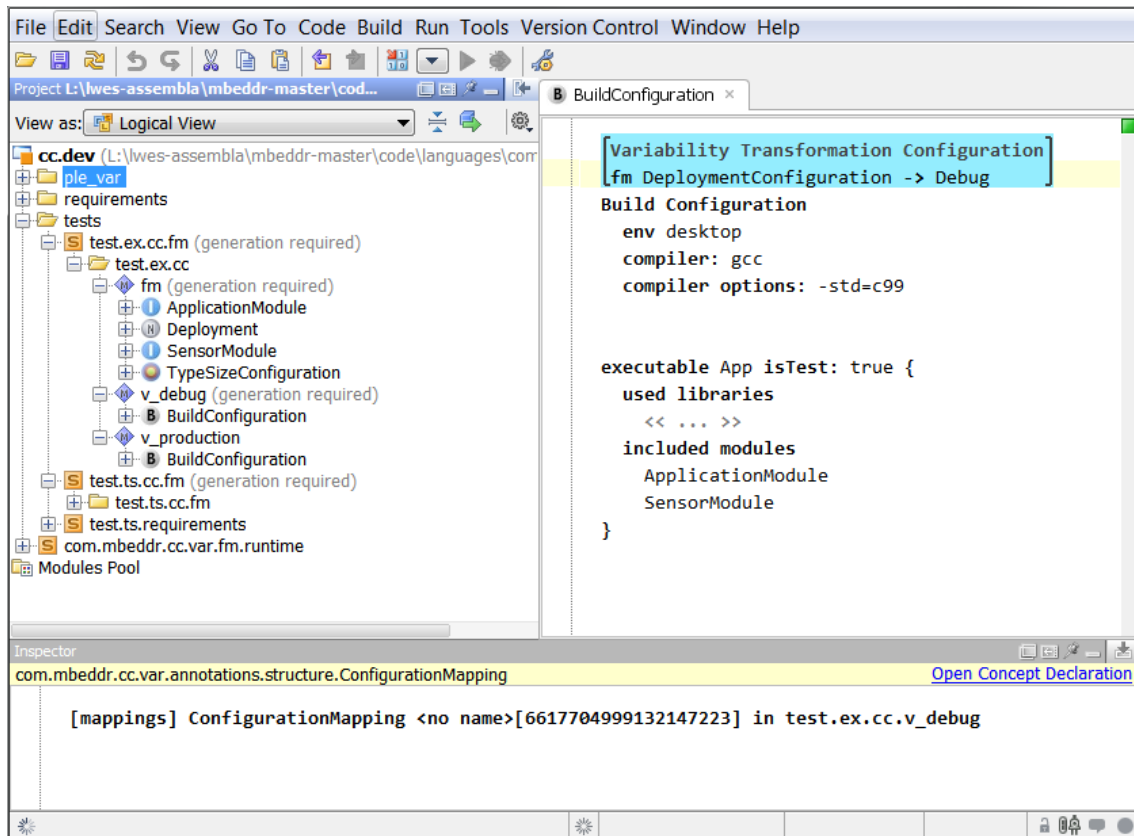 File Edit Search View Go To Code Build Run Tools Version Control Window Help
Project L:\lwes-assembla\mbeddr-master\cod...
View as: Logical View
cc.dev (L:\lwes-assembla\mbeddr-master\code\languages\com
ple_var
requirements
tests
S test.ex.cc.fm (generation required)
test.ex.cc
M fm (generation required)
I ApplicationModule
N Deployment
I SensorModule
TypeSizeConfiguration
M v_debug (generation required)
B BuildConfiguration
M v_production
B BuildConfiguration
S test.ts.cc.fm (generation required)
test.ts.cc.fm
S test.ts.requirements
S com.mbeddr.cc.var.fm.runtime
Modules Pool
B BuildConfiguration ×
[Variability Transformation Configuration]
fm DeploymentConfiguration -> Debug
Build Configuration
env desktop
compiler: gcc
compiler options: -std=c99
executable App isTest: true {
used libraries
<< ... >>
included modules
ApplicationModule
SensorModule
}
Inspector
com.mbeddr.cc.var.annotations.structure.ConfigurationMapping
Open Concept Declaration
[mappings] ConfigurationMapping <no name>[6617704999132147223] in test.ex.cc.v_debug